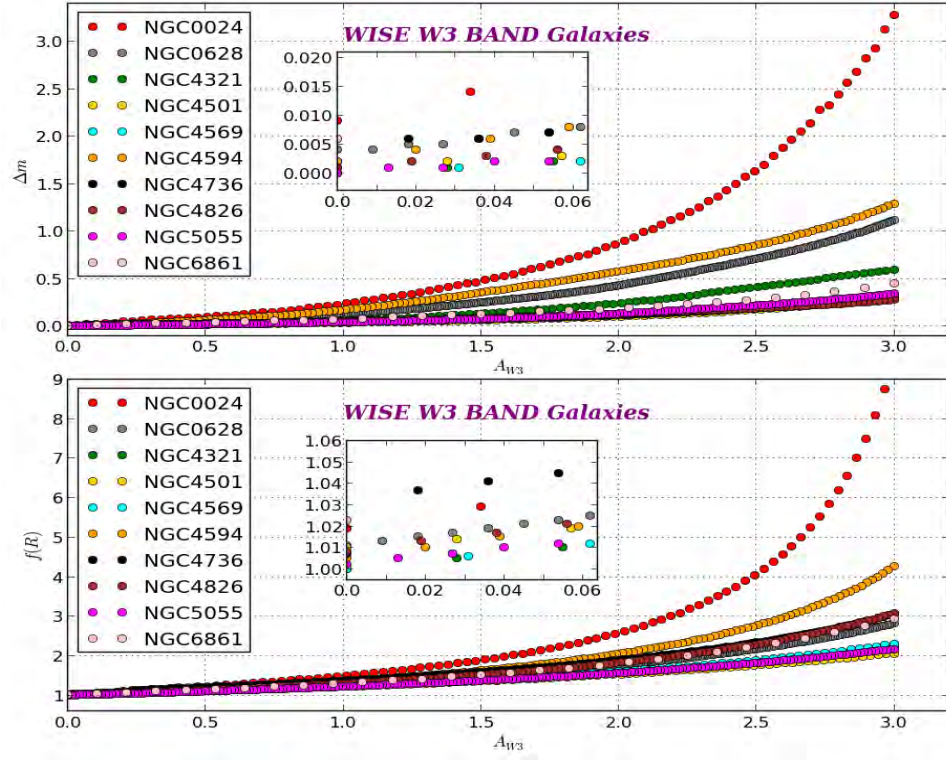 WISE W3 BAND Galaxies
NGC0024
NGC0628
NGC4321
NGC4501
NGC4569
NGC4594
NGC4736
NGC4826
NGC5055
NGC6861
3.0
2.5
2.0
1.5
1.0
0.5
0.0
Δm
0.020
0.015
0.010
0.005
0.000
0.00 0.02 0.04 0.06
0.0 0.5 1.0 1.5 2.0 2.5 3.0
A_{W3}
WISE W3 BAND Galaxies
NGC0024
NGC0628
NGC4321
NGC4501
NGC4569
NGC4594
NGC4736
NGC4826
NGC5055
NGC6861
9
8
7
6
5
4
3
2
1
f(R)
1.06
1.05
1.04
1.03
1.02
1.01
1.00
0.00 0.02 0.04 0.06
0.0 0.5 1.0 1.5 2.0 2.5 3.0
A_{W3}